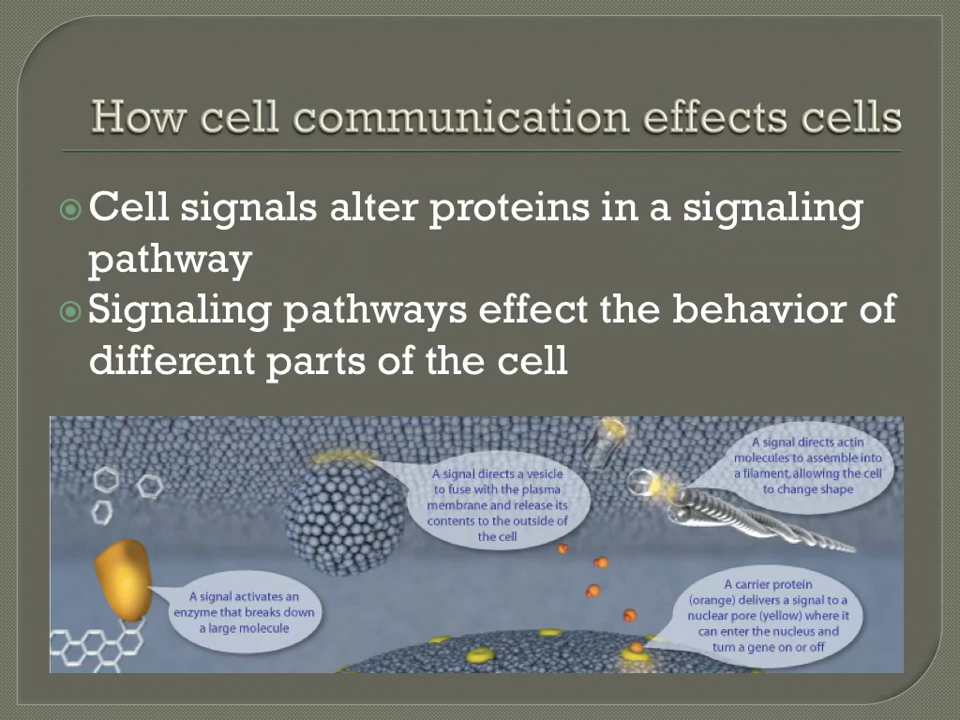 How cell communication effects cells
Cell signals alter proteins in a signaling
pathway
Signaling pathways effect the behavior of
different parts of the cell
A signal directs a vesicle
to fuse with the plasma
membrane and release its
contents to the outside of
the cell
A signal directs actin
molecules to assemble into
a filament, allowing the cell
to change shape
A signal activates an
enzyme that breaks down
a large molecule
A carrier protein
(orange) delivers a signal to a
nuclear pore (yellow) where it
can enter the nucleus and
turn a gene on or off